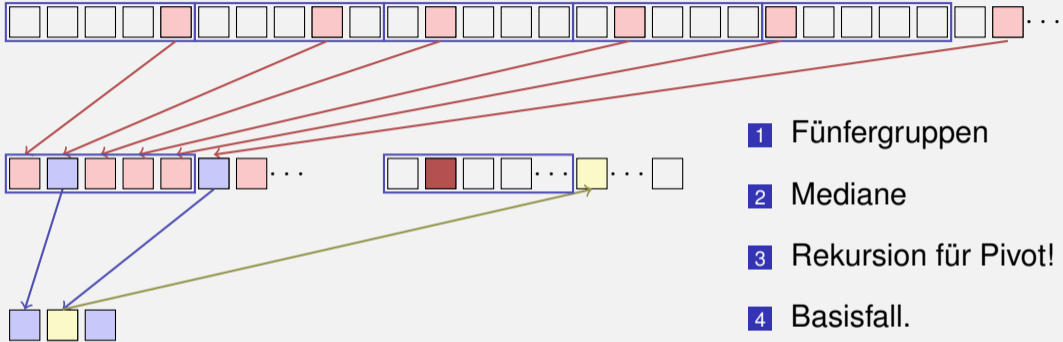 1 Fünfergruppen
2 Mediane
3 Rekursion für Pivot!
4 Basisfall.